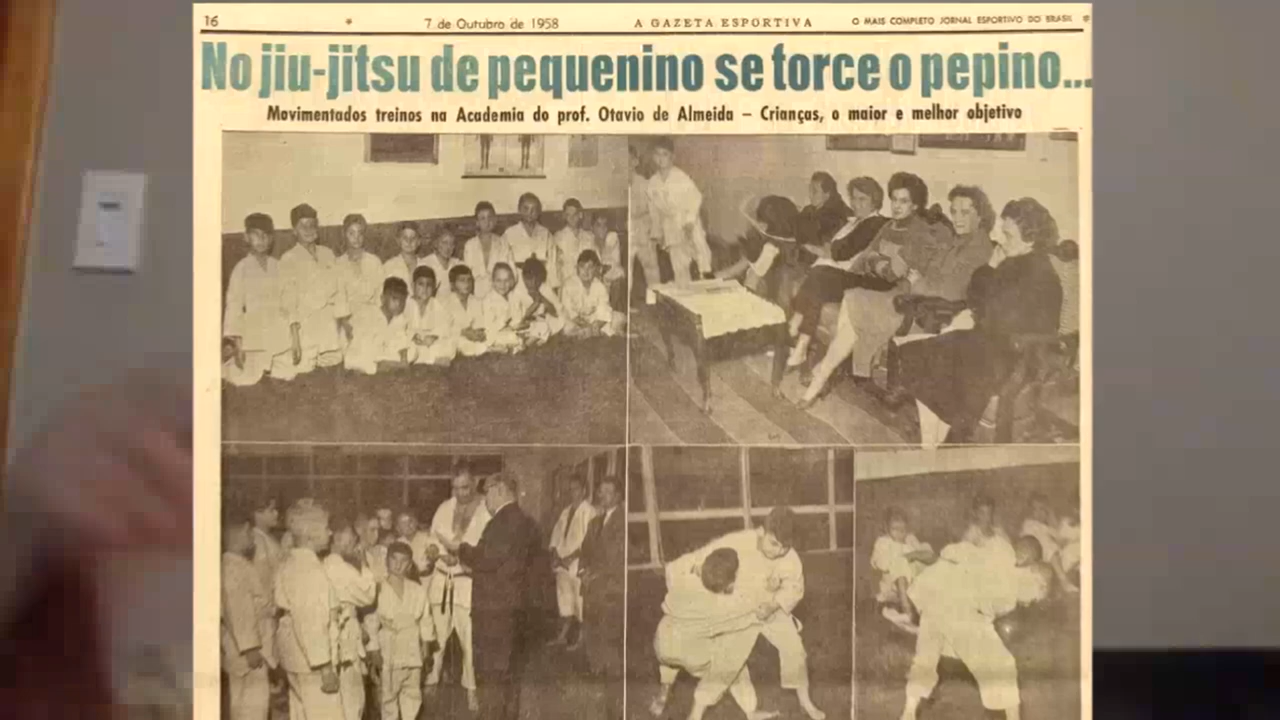 16 7 de Outubro de 1958 A GAZETA ESPORTIVA O MAIS COMPLETO JORNAL ESPORTIVO DO BRASIL
No jiu-jitsu de pequenino se torce o pepino...
Movimentados treinos na Academia do prof. Otavio de Almeida – Crianças, o maior e melhor objetivo